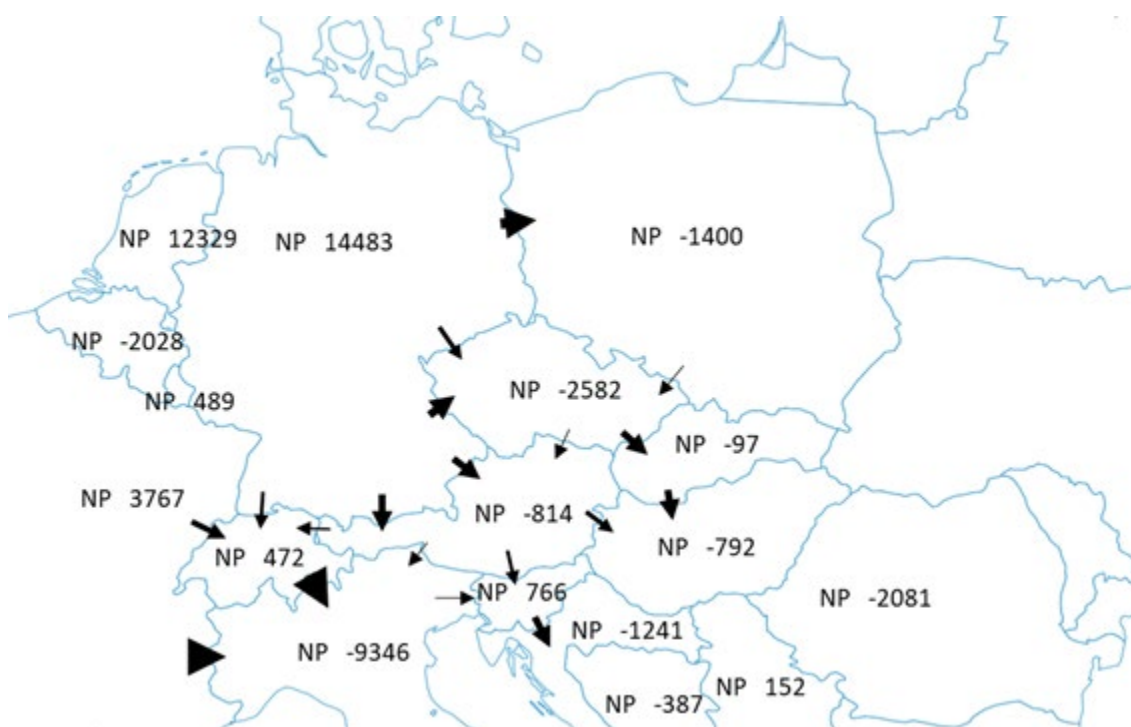 NP 12329
NP 14483
NP -1400
NP -2028
NP -2582
NP 489
NP -97
NP 3767
NP -814
NP -792
NP 472
NP 766
NP -2081
NP -1241
NP -9346
NP 152
NP -387